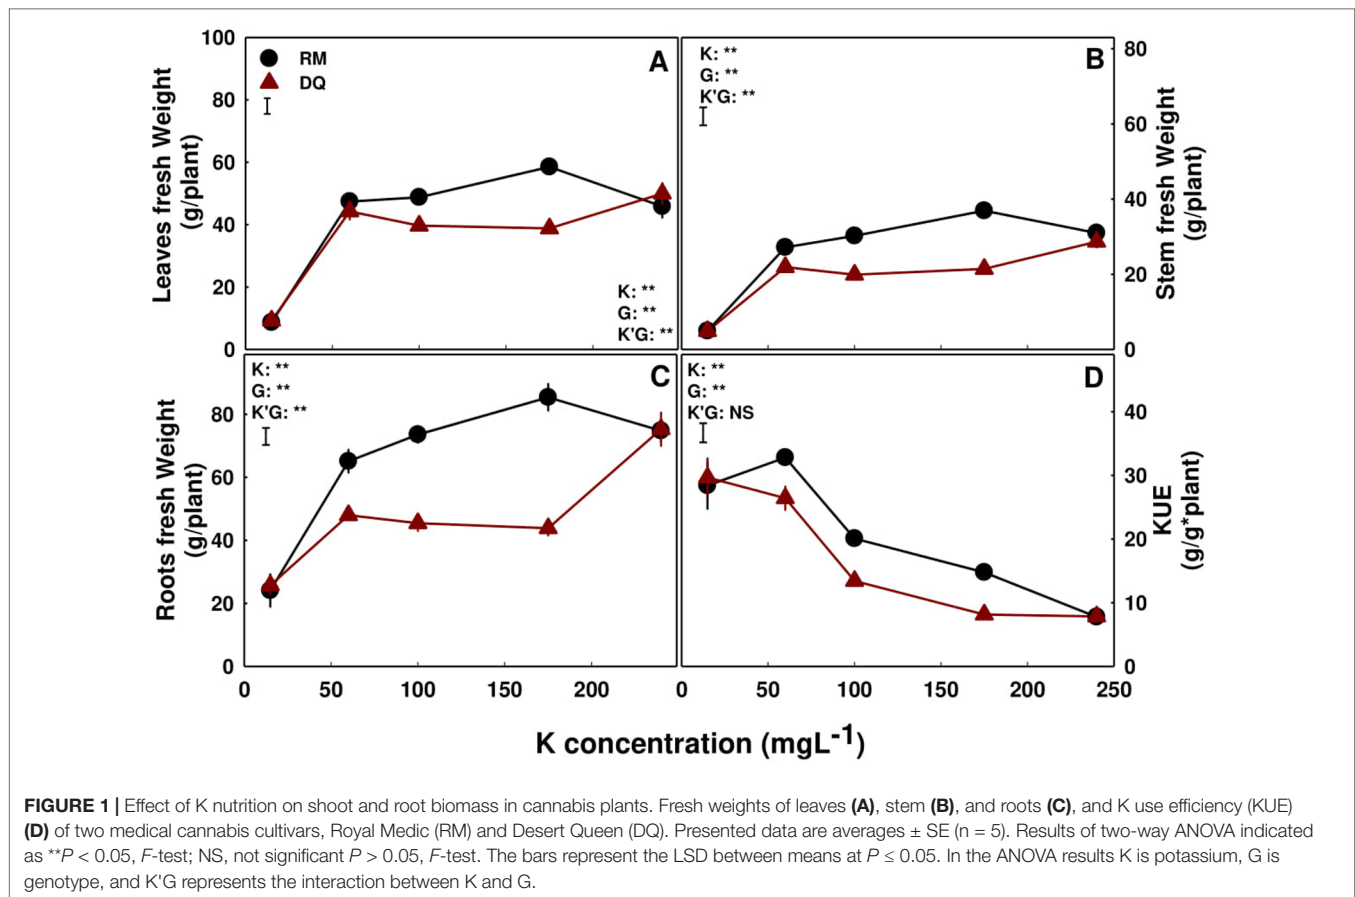 100
80
60
40
20
0
Leaves fresh Weight
(g/plant)
RM
DQ
A
K: **
G: **
K'G: **
K: **
G: **
K'G: **
B
80
60
40
20
0
Stem fresh Weight
(g/plant)
K: **
G: **
K'G: **
C
80
60
40
20
0
Roots fresh Weight
(g/plant)
K: **
G: **
K'G: NS
D
40
30
20
10
0
KUE
(g/g*plant)
0 50 100 150 200 0 50 100 150 200 250
K concentration (mgL-1)
FIGURE 1 | Effect of K nutrition on shoot and root biomass in cannabis plants. Fresh weights of leaves (A), stem (B), and roots (C), and K use efficiency (KUE)
(D) of two medical cannabis cultivars, Royal Medic (RM) and Desert Queen (DQ). Presented data are averages ± SE (n = 5). Results of two-way ANOVA indicated
as **P < 0.05, F-test; NS, not significant P > 0.05, F-test. The bars represent the LSD between means at P ≤ 0.05. In the ANOVA results K is potassium, G is
genotype, and K'G represents the interaction between K and G.